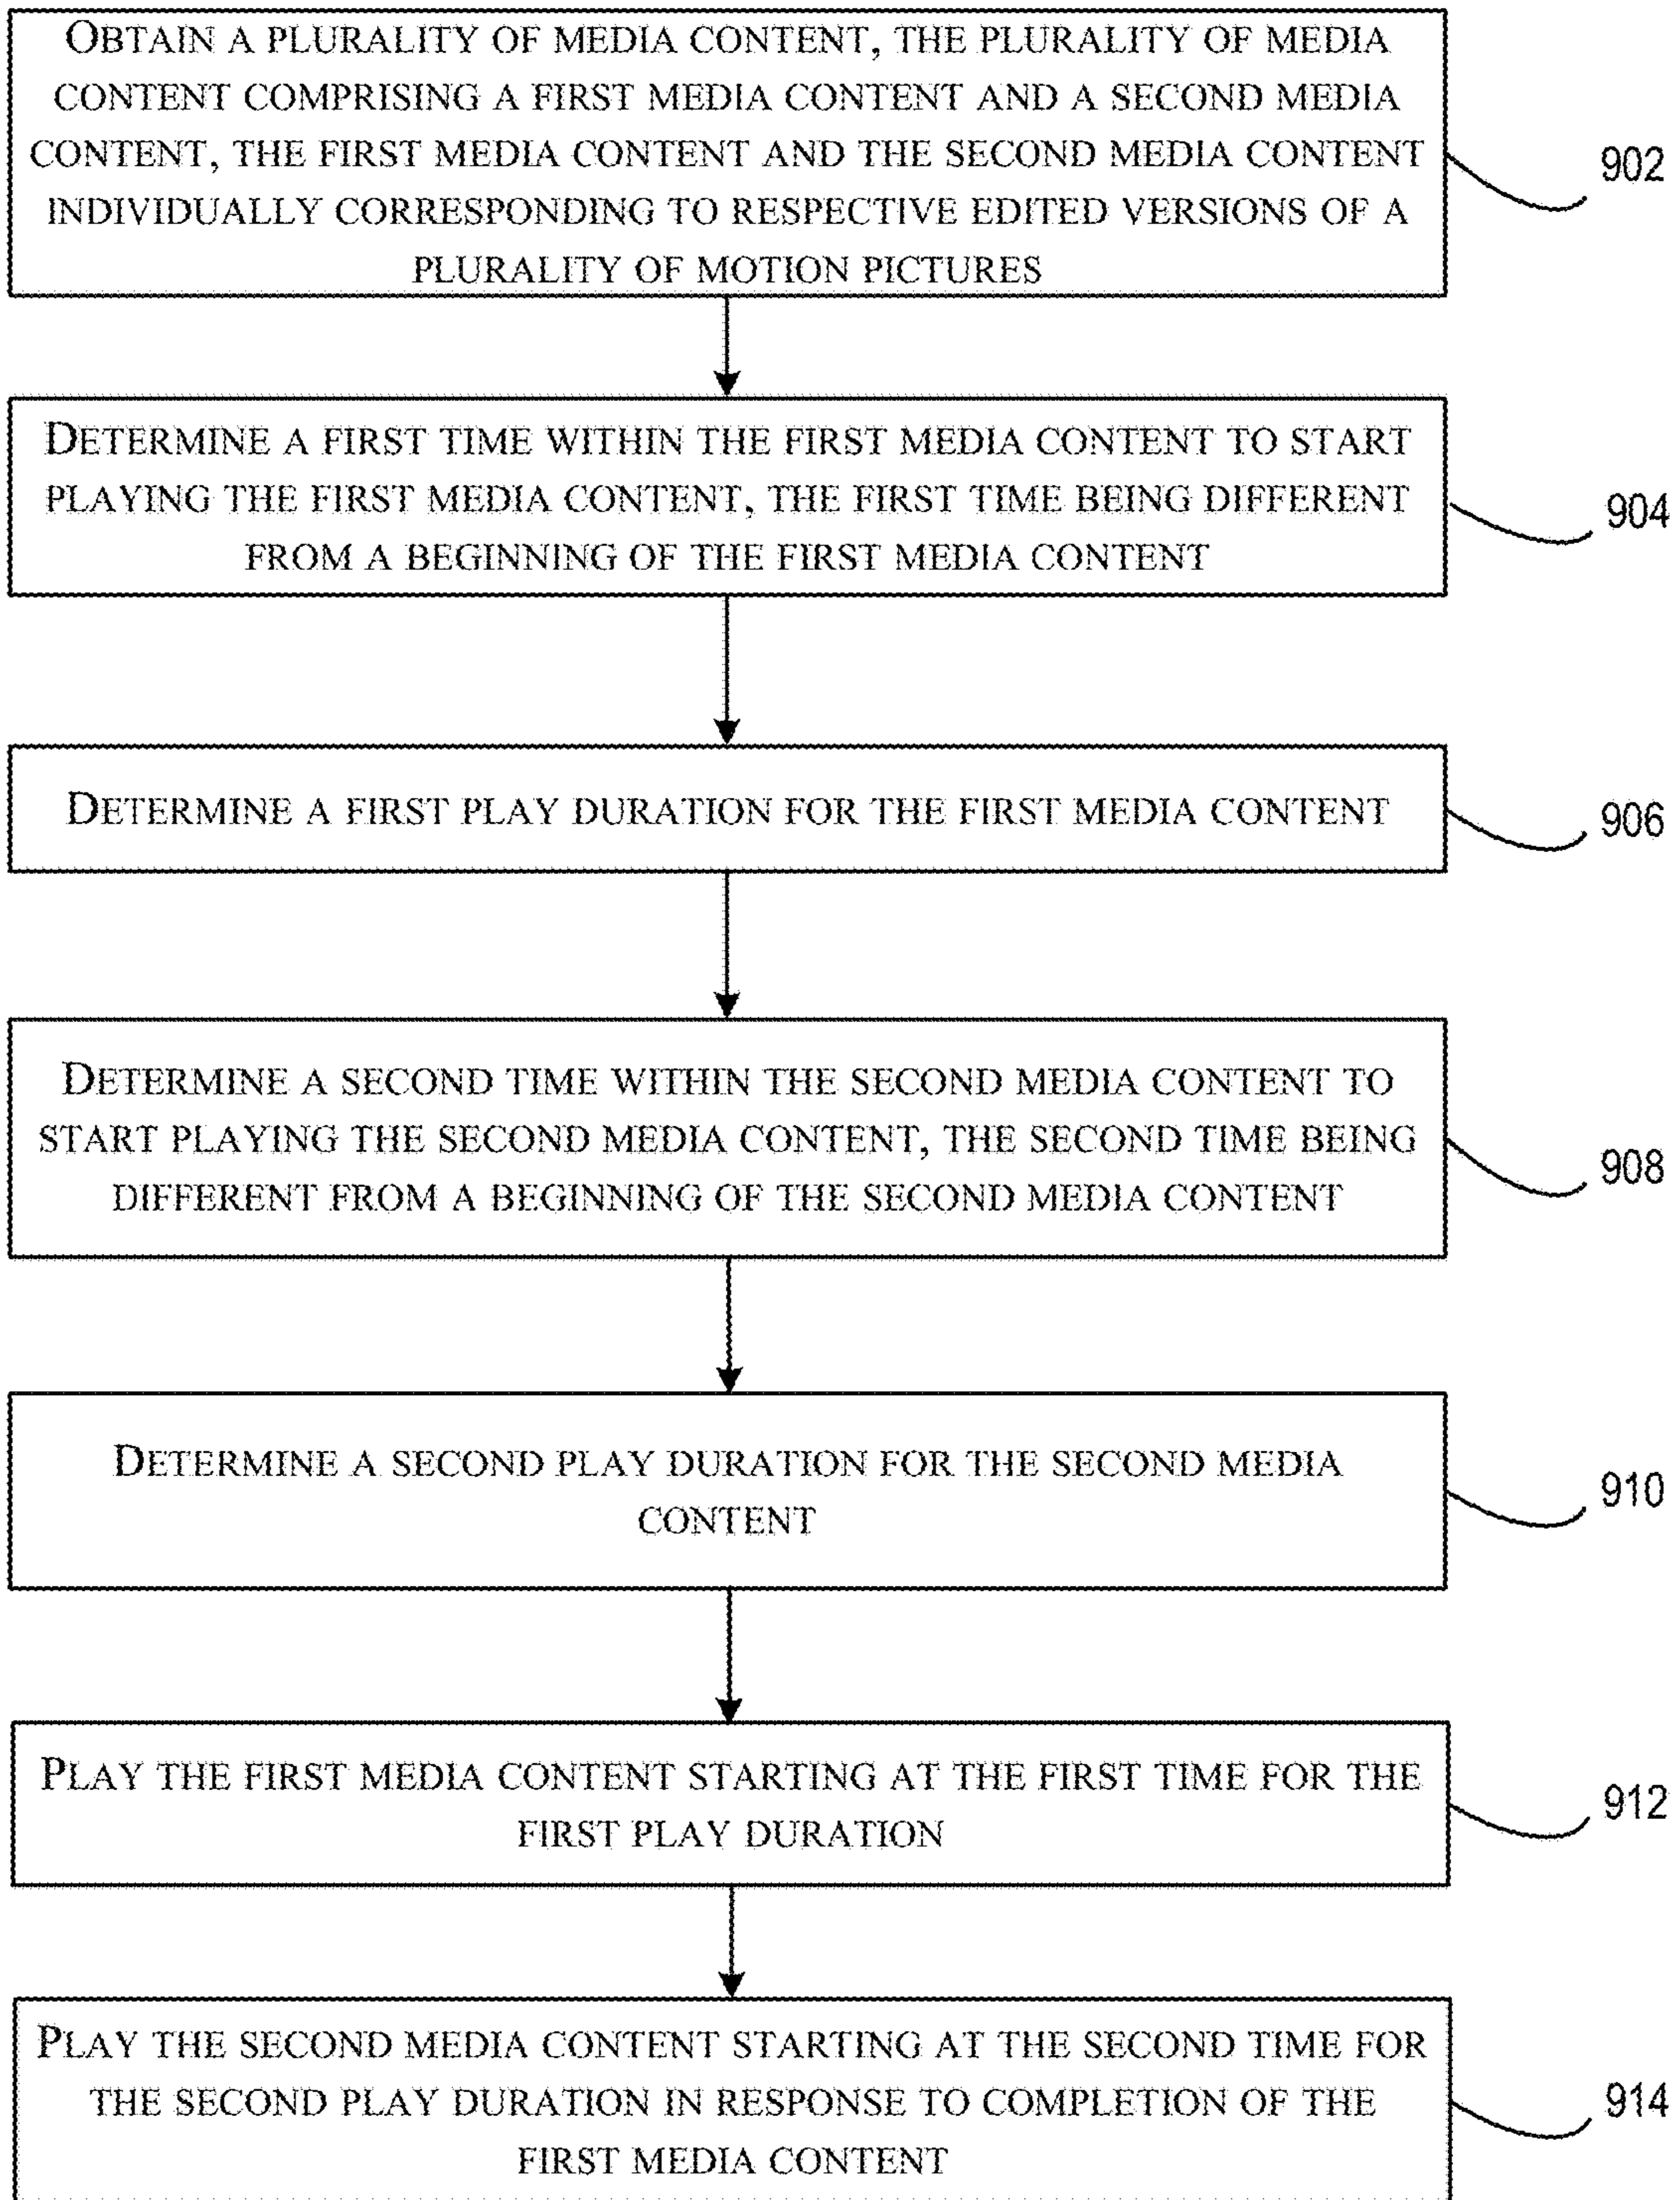 OBTAIN A PLURALITY OF MEDIA CONTENT, THE PLURALITY OF MEDIA
CONTENT COMPRISING A FIRST MEDIA CONTENT AND A SECOND MEDIA
CONTENT, THE FIRST MEDIA CONTENT AND THE SECOND MEDIA CONTENT
INDIVIDUALLY CORRESPONDING TO RESPECTIVE EDITED VERSIONS OF A
PLURALITY OF MOTION PICTURES
902
DETERMINE A FIRST TIME WITHIN THE FIRST MEDIA CONTENT TO START
PLAYING THE FIRST MEDIA CONTENT, THE FIRST TIME BEING DIFFERENT
FROM A BEGINNING OF THE FIRST MEDIA CONTENT
904
DETERMINE A FIRST PLAY DURATION FOR THE FIRST MEDIA CONTENT
906
DETERMINE A SECOND TIME WITHIN THE SECOND MEDIA CONTENT TO
START PLAYING THE SECOND MEDIA CONTENT, THE SECOND TIME BEING
DIFFERENT FROM A BEGINNING OF THE SECOND MEDIA CONTENT
908
DETERMINE A SECOND PLAY DURATION FOR THE SECOND MEDIA
CONTENT
910
PLAY THE FIRST MEDIA CONTENT STARTING AT THE FIRST TIME FOR THE
FIRST PLAY DURATION
912
PLAY THE SECOND MEDIA CONTENT STARTING AT THE SECOND TIME FOR
THE SECOND PLAY DURATION IN RESPONSE TO COMPLETION OF THE
FIRST MEDIA CONTENT
914